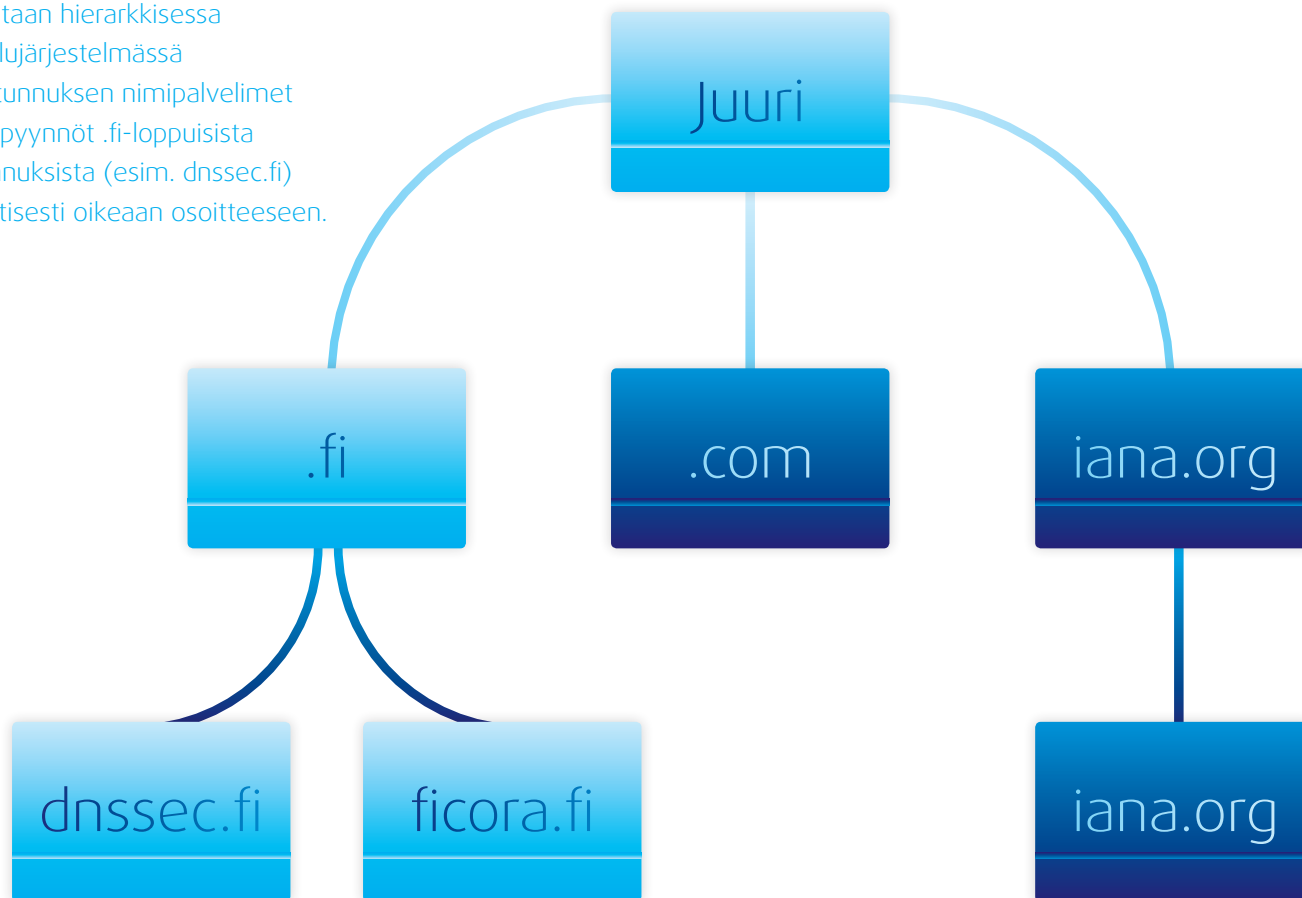 taan hierarkkisessa
lujärjestelmässä
tunnuksen nimipalvelimet
pyynnöt .fi-loppuisista
nuksista (esim. dnssec.fi)
tisesti oikeaan osoitteeseen.
Juuri
.fi
.com
iana.org
dnssec.fi
ficora.fi
iana.org